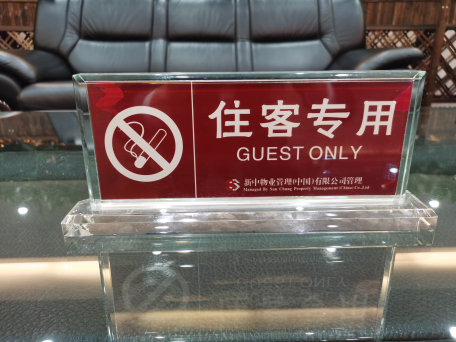 住客专用
GUEST ONLY
新中物业管理(中国)有限公司管理
Managed By Sun Chung Property Management (China) Co.,Ltd